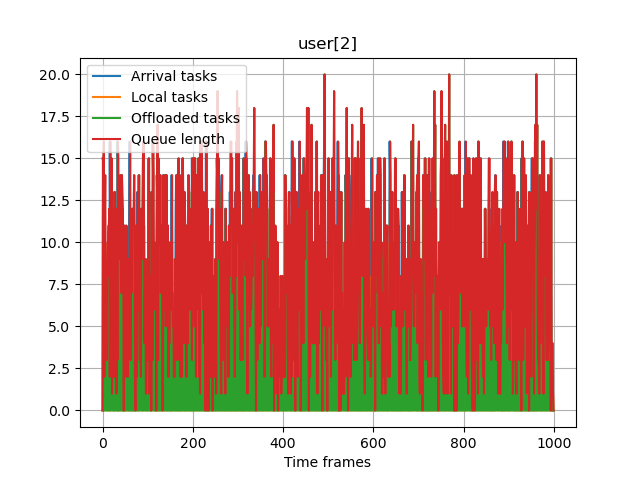 user[2]
Arrival tasks
Local tasks
Offloaded tasks
Queue length
20.0
17.5
15.0
12.5
10.0
7.5
5.0
2.5
0.0
0 200 400 600 800 1000
Time frames